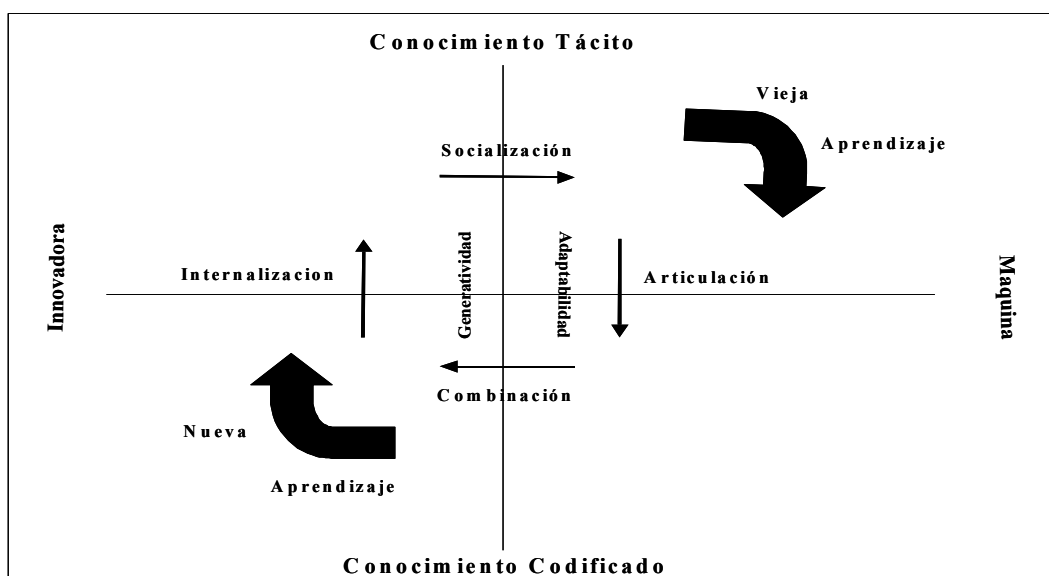 Conocimiento Tácito
Vieja
Aprendizaje
Socialización
Innovadora
Internalizacion
Generatividad
Adaptabilidad
Articulación
Maquina
Combinación
Nueva
Aprendizaje
Conocimiento Codificado